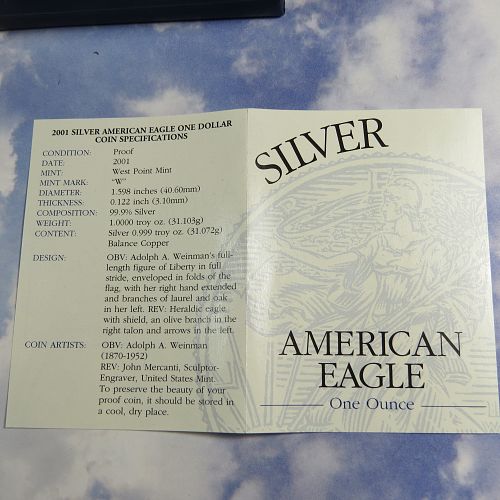 2001 SILVER AMERICAN EAGLE ONE DOLLAR
COIN SPECIFICATIONS
CONDITION: Proof
DATE: 2001
MINT: West Point Mint
MINT MARK: "W"
DIAMETER: 1.598 inches (40.60mm)
THICKNESS: 0.122 inch (3.10mm)
COMPOSITION: 99.9% Silver
WEIGHT: 1.0000 troy oz. (31.103g)
CONTENT: Silver 0.999 troy oz. (31.072g)
Balance Copper
DESIGN: OBV: Adolph A. Weinman's full-
length figure of Liberty in full
stride, enveloped in folds of the
flag, with her right hand extended
and branches of laurel and oak
in her left. REV: Heraldic eagle
with shield, an olive branch in the
right talon and arrows in the left.
COIN ARTISTS: OBV: Adolph A. Weinman
(1870-1952)
REV: John Mercanti, Sculptor-
Engraver, United States Mint.
To preserve the beauty of your
proof coin, it should be stored in
a cool, dry place.
SILVER
AMERICAN
EAGLE
One Ounce